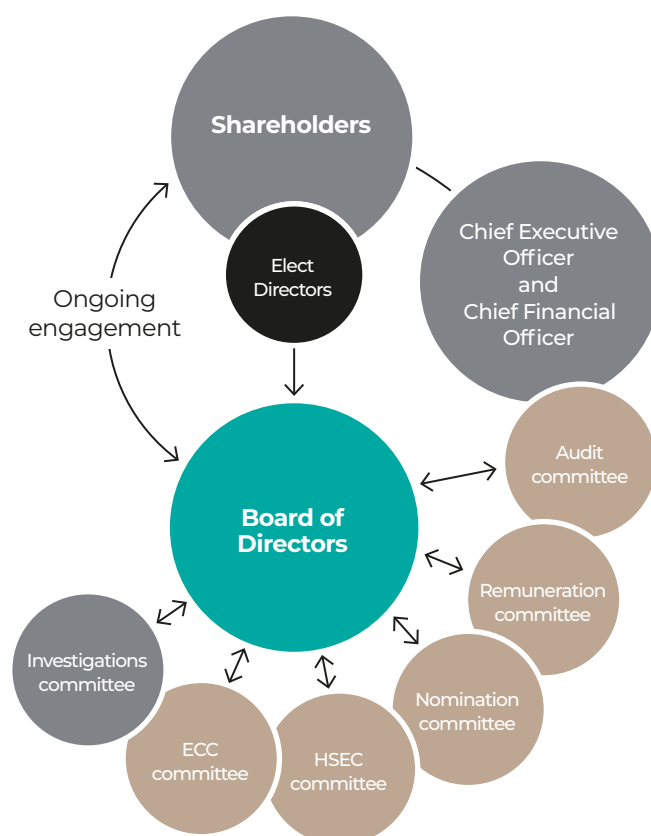 Shareholders
Elect
Directors
Chief Executive
Officer
and
Chief Financial
Officer
Ongoing
engagement
Audit
committee
Board of
Directors
Remuneration
committee
Investigations
committee
Nomination
committee
ECC
committee
HSEC
committee